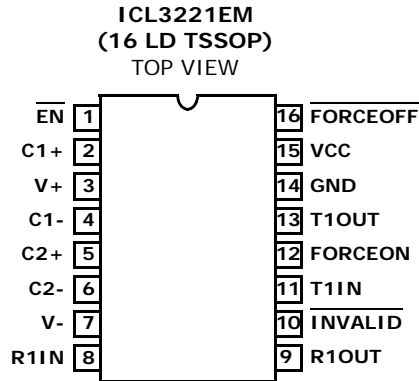 ICL3221EM
(16 LD TSSOP)
TOP VIEW
EN 1 16 FORCEOFF
C1+ 2 15 VCC
V+ 3 14 GND
C1- 4 13 T1OUT
C2+ 5 12 FORCEON
C2- 6 11 T1IN
V- 7 10 INVALID
R1IN 8 9 R1OUT